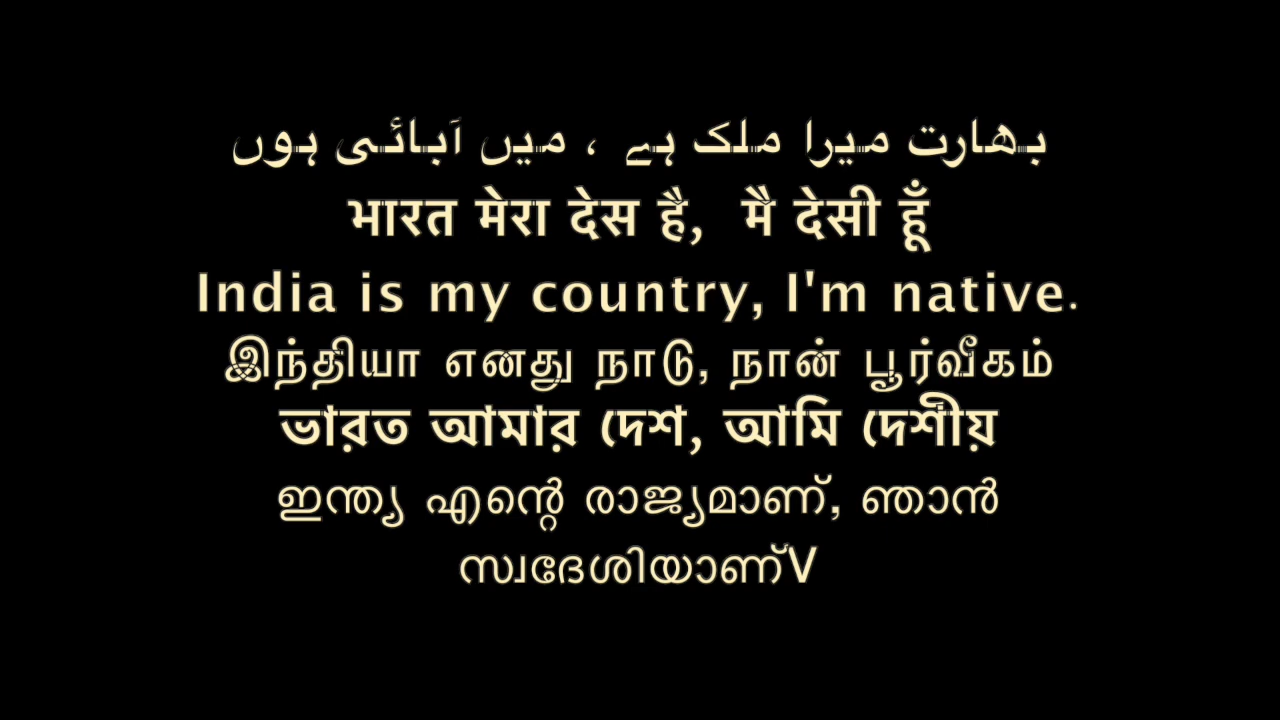 بھارت میرا ملک ہے ، میں آبائی ہوں
भारत मेरा देस है, मै देसी हूँ
India is my country, I'm native.
இந்தியா எனது நாடு, நான் பூர்வீகம்
ভারত আমার দেশ, আমি দেশীয়
ഇന്ത്യ എന്റെ രാജ്യമാണ്, ഞാൻ
സ്വദേശിയാണ്V